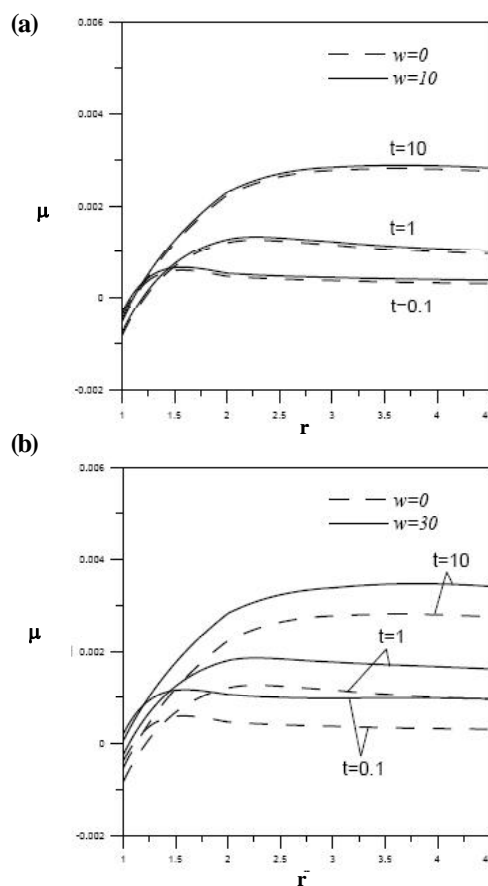 (a)
0.006
w=0
w=10
0.004
t=10
μ
0.002
t=1
0
t-0.1
-0.002
1 1.5 2 2.5 3 3.5 4 4.5
r
(b)
0.006
w=0
w=30
0.004
t=10
μ
0.002
t=1
0
t=0.1
-0.002
1 1.5 2 2.5 3 3.5 4
r